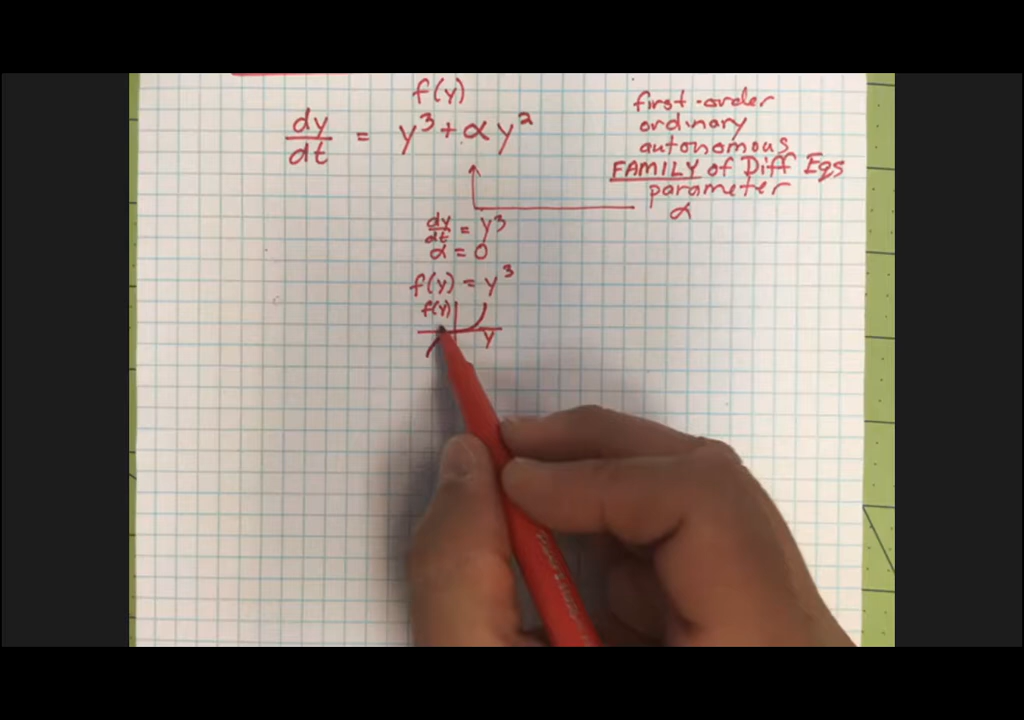 f(y)
dy/dt = y³ + αy²
first-order
ordinary
autonomous
FAMILY of Diff Eqs
parameter
α
dy/dt = y³
α = 0
f(y) = y³
f(y)
y